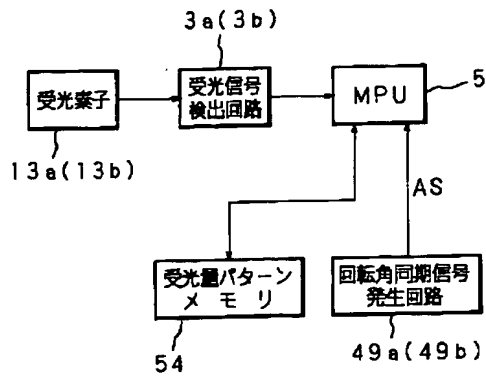 3a(3b)
受光素子
受光信号
検出回路
MPU
5
13a(13b)
AS
受光量パターン
メモリ
回転角同期信号
発生回路
54
49a(49b)